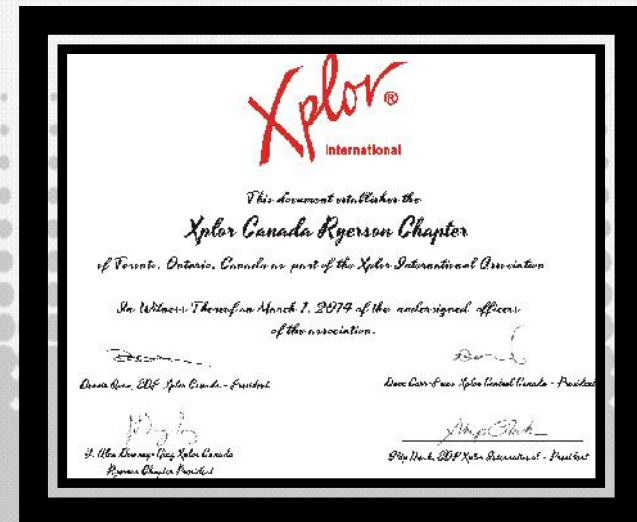 Xplor®
International
This document establishes the
Xplor Canada Ryerson Chapter
of Toronto, Ontario, Canada as part of the Xplor International Association
In Witness Thereof on March 1, 2014 of the undersigned officers
of the association.
EDP Xplor Canada - President
Xplor Central Canada - President
Xplor Canada
EDP Xplor International - President
Ryerson Chapter President